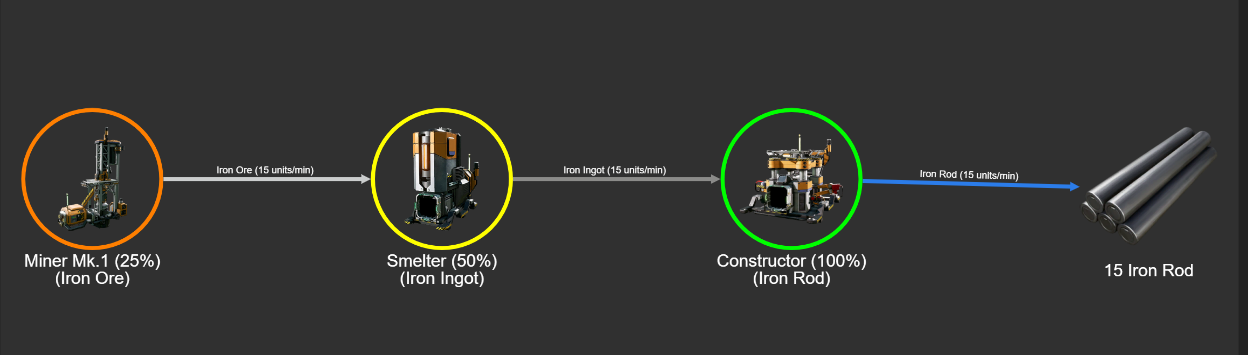 Iron Ore (15 units/min)
Iron Ingot (15 units/min)
Iron Rod (15 units/min)
Miner Mk.1 (25%)
(Iron Ore)
Smelter (50%)
(Iron Ingot)
Constructor (100%)
(Iron Rod)
15 Iron Rod